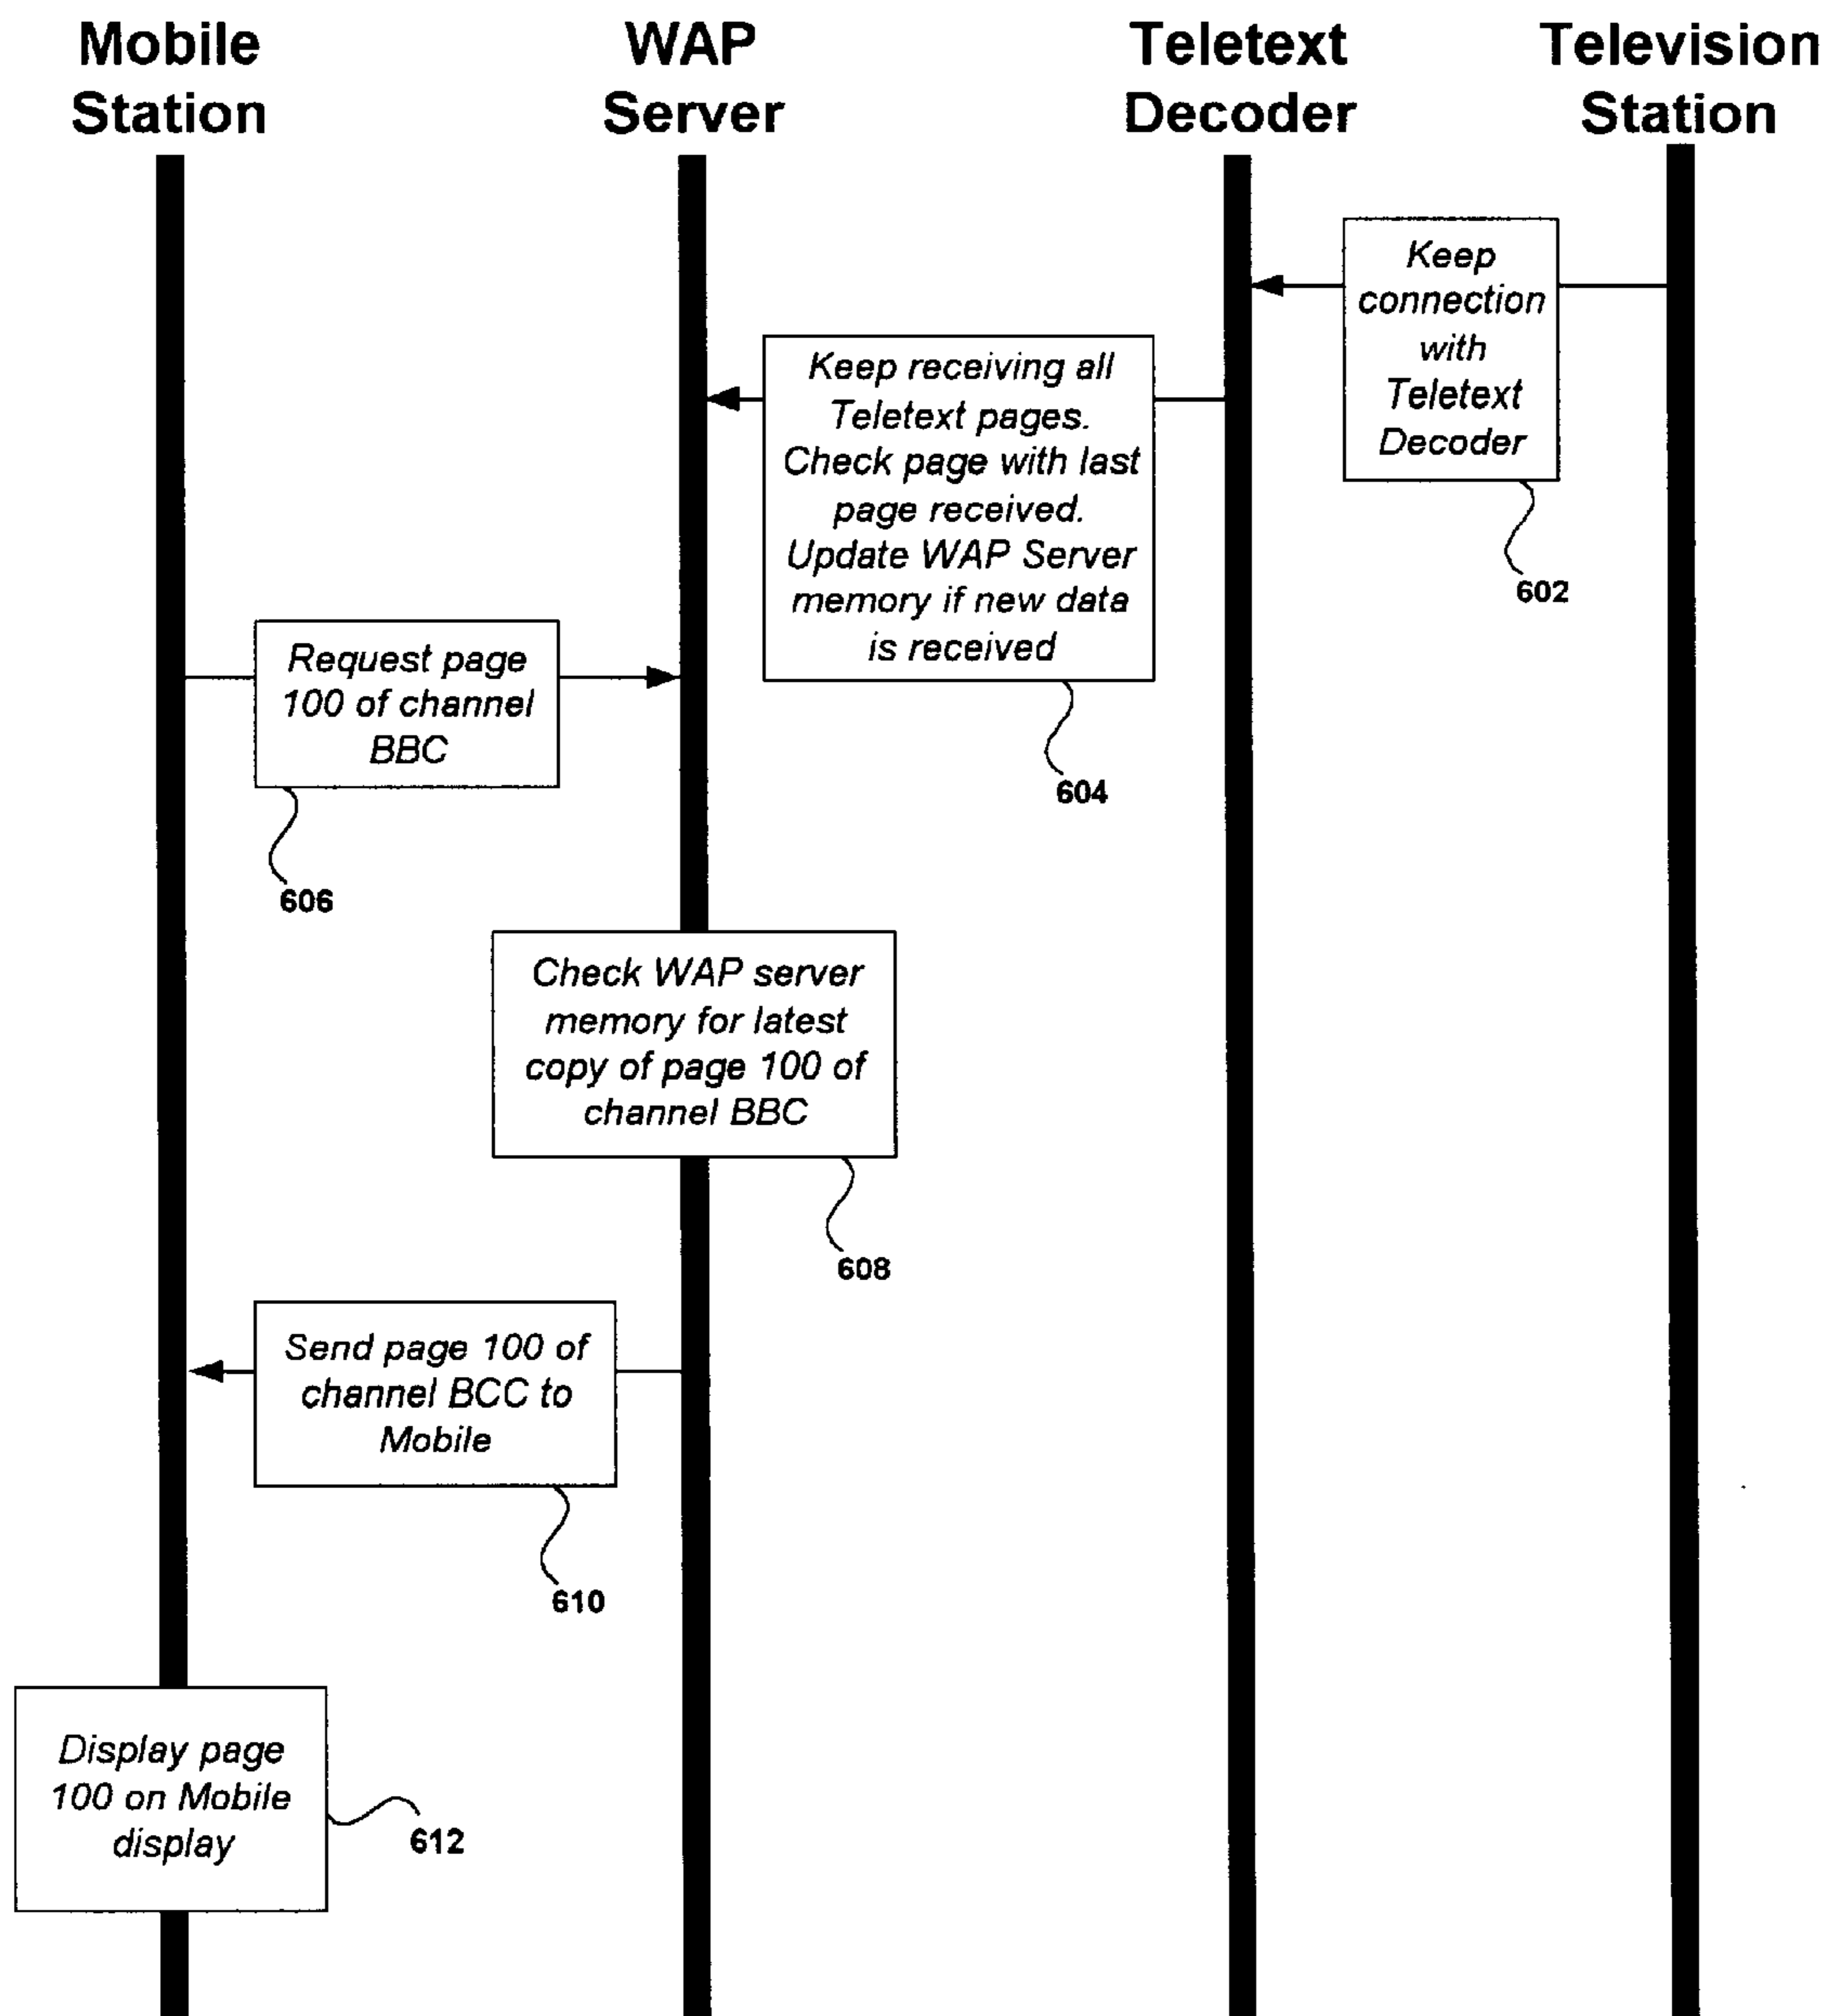 Mobile
Station
WAP
Server
Teletext
Decoder
Television
Station
Keep
connection
with
Teletext
Decoder
602
Keep receiving all
Teletext pages.
Check page with last
page received.
Update WAP Server
memory if new data
is received
604
Request page
100 of channel
BBC
606
Check WAP server
memory for latest
copy of page 100 of
channel BBC
608
Send page 100 of
channel BCC to
Mobile
610
Display page
100 on Mobile
display
612